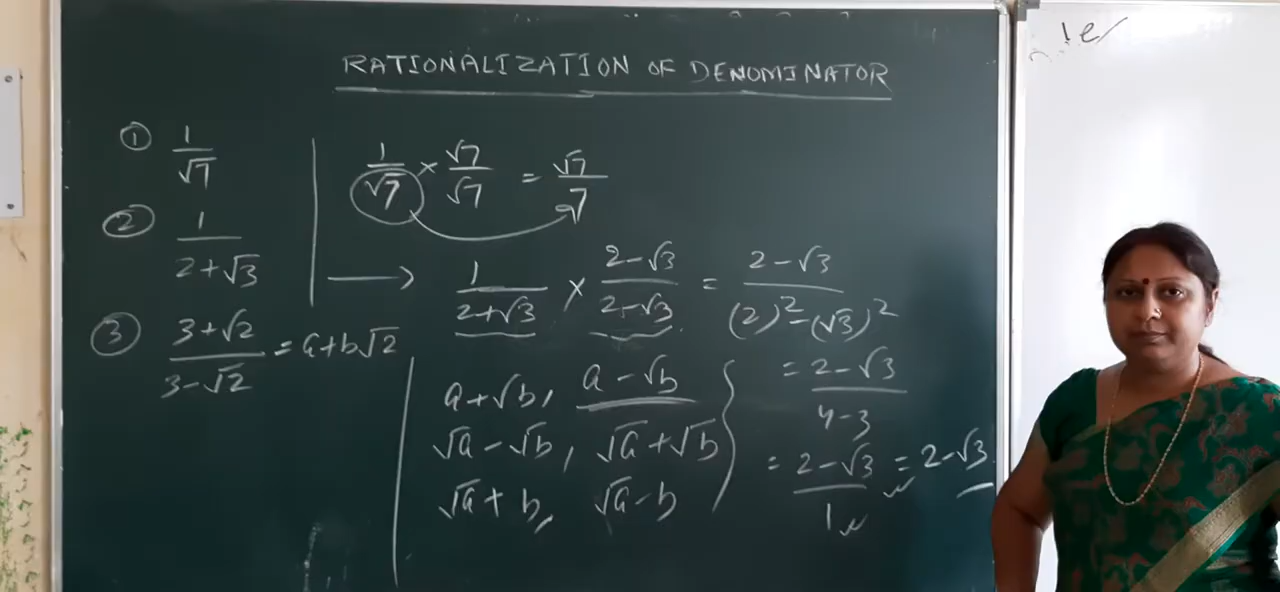 RATIONALIZATION OF DENOMINATOR
① 1/√7
1/√7 × √7/√7 = √7/7
② 1/(2+√3)
1/(2+√3) × (2-√3)/(2-√3) = (2-√3)/((2)²-(√3)²)
③ (3+√2)/(3-√2) = a+b√2
= (2-√3)/(4-3)
= (2-√3)/1 = 2-√3
a+√b, a-√b
√a-√b, √a+√b
√a+b, √a-b